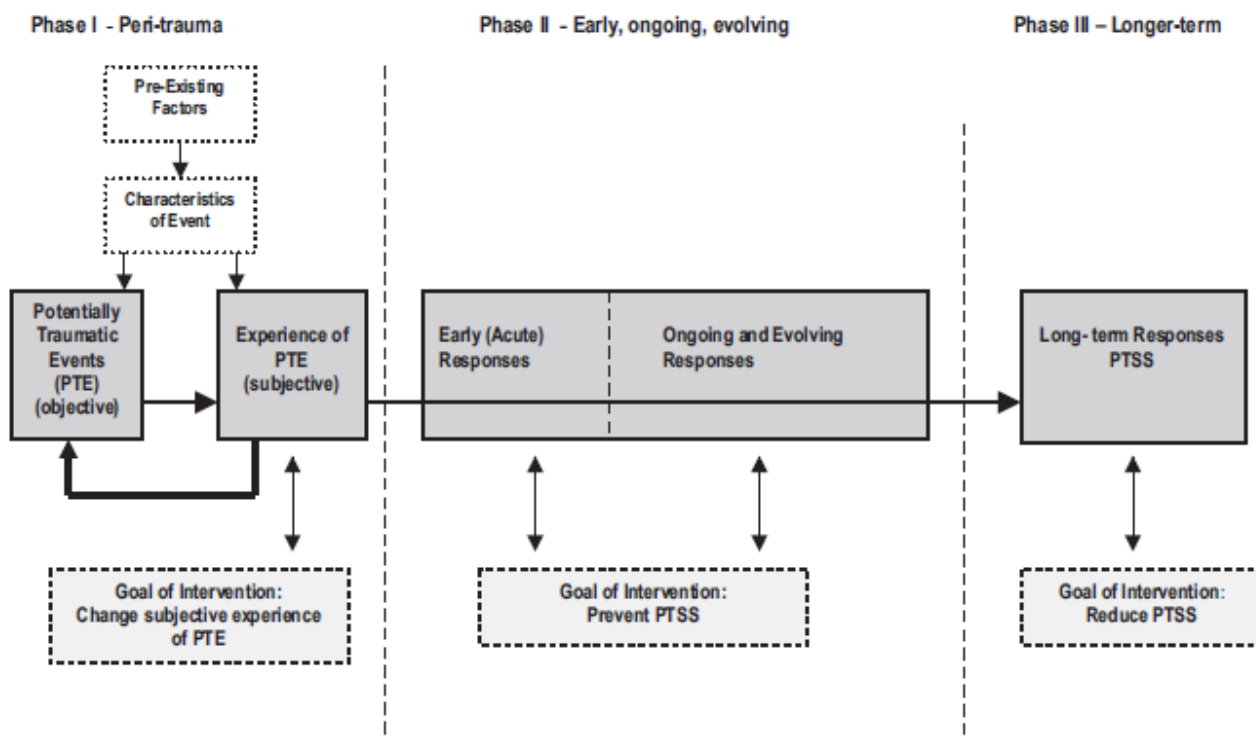 Phase I - Peri-trauma
Phase II - Early, ongoing, evolving
Phase III – Longer-term
Pre-Existing
Factors
Characteristics
of Event
Potentially
Traumatic
Events
(PTE)
(objective)
Experience of
PTE
(subjective)
Early (Acute)
Responses
Ongoing and Evolving
Responses
Long- term Responses
PTSS
Goal of Intervention:
Change subjective experience
of PTE
Goal of Intervention:
Prevent PTSS
Goal of Intervention:
Reduce PTSS